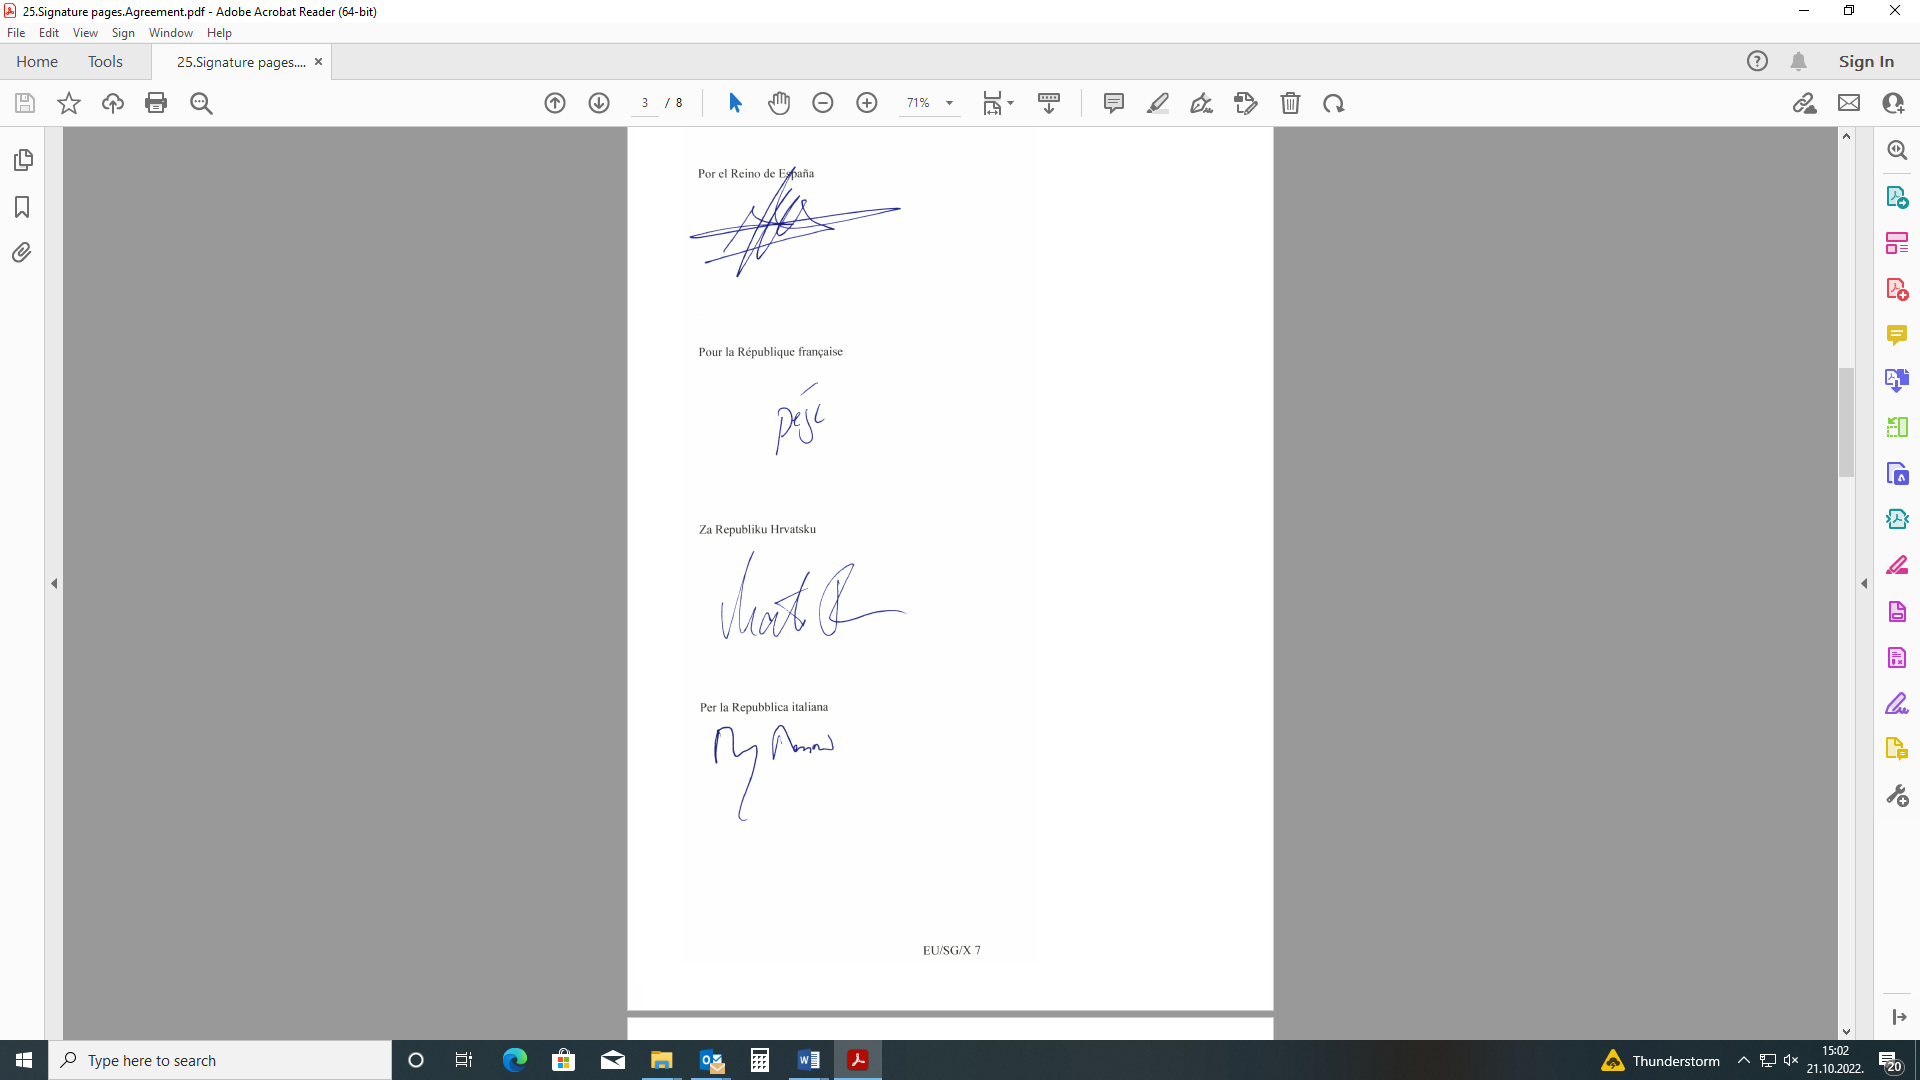 25.Signature pages.Agreement.pdf - Adobe Acrobat Reader (64-bit)
File Edit View Sign Window Help
Home Tools 25.Signature pages.... × Sign In
3 / 8 71%
Por el Reino de España
Pour la République française
Za Republiku Hrvatsku
Per la Repubblica italiana
EU/SG/X 7
Type here to search Thunderstorm 15:02
21.10.2022. 20